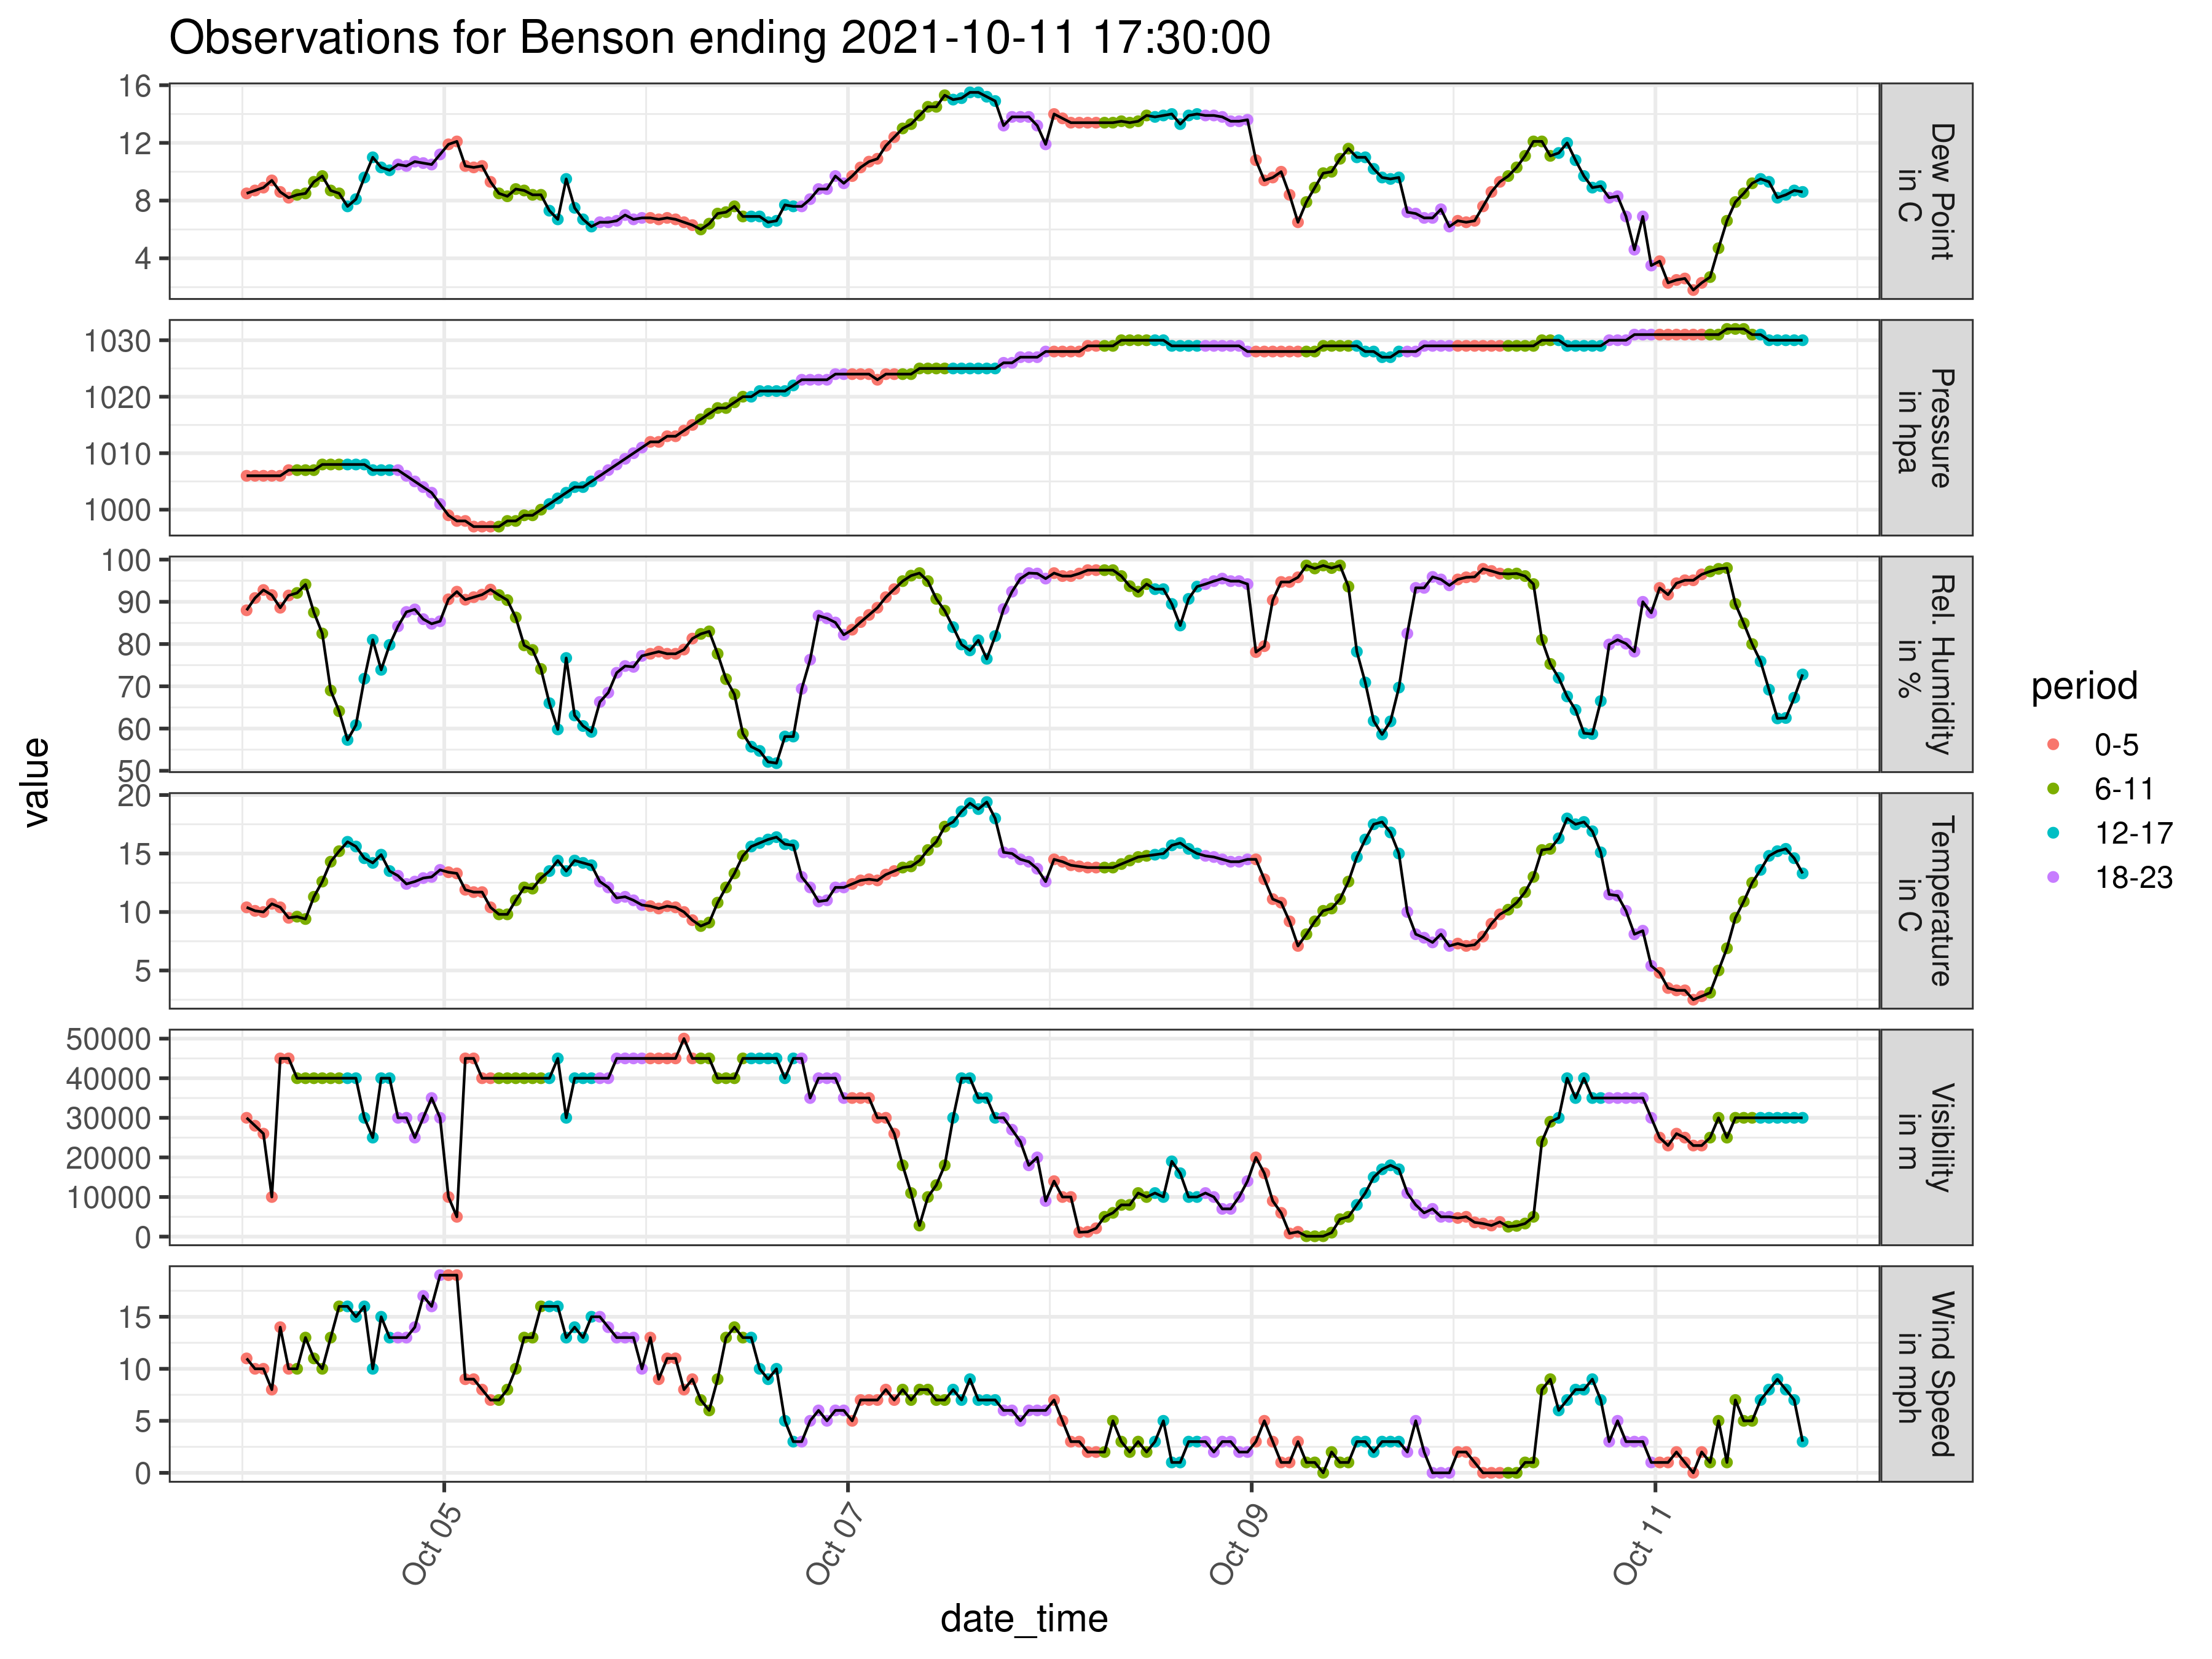 Observations for Benson ending 2021-10-11 17:30:00
value
16
12
8
4
Dew Point
in C
1030
1020
1010
1000
Pressure
in hpa
100
90
80
70
60
50
Rel. Humidity
in %
20
15
10
5
Temperature
in C
50000
40000
30000
20000
10000
0
Visibility
in m
15
10
5
0
Wind Speed
in mph
Oct 05
Oct 07
Oct 09
Oct 11
date_time
period
0-5
6-11
12-17
18-23